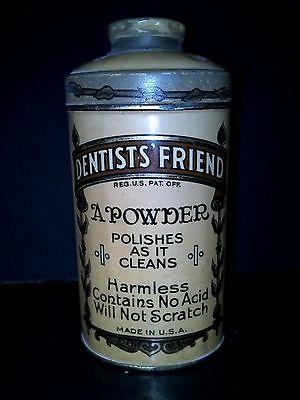 DENTISTS' FRIEND
REG. U.S. PAT. OFF.
A POWDER
POLISHES
AS IT
CLEANS
Harmless
Contains No Acid
Will Not Scratch
MADE IN U.S.A.